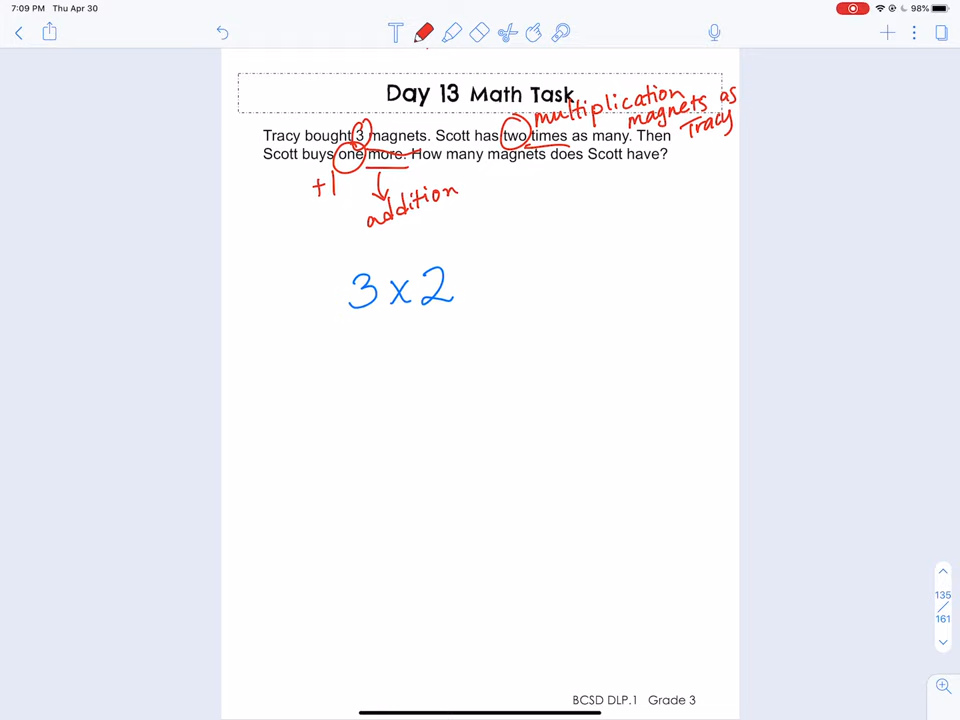 7:09 PM Thu Apr 30
98%
T
Day 13 Math Task
multiplication
magnets as
Tracy
Tracy bought 3 magnets. Scott has two times as many. Then
Scott buys one more. How many magnets does Scott have?
+1
addition
3 x 2
135
/
161
BCSD DLP.1 Grade 3